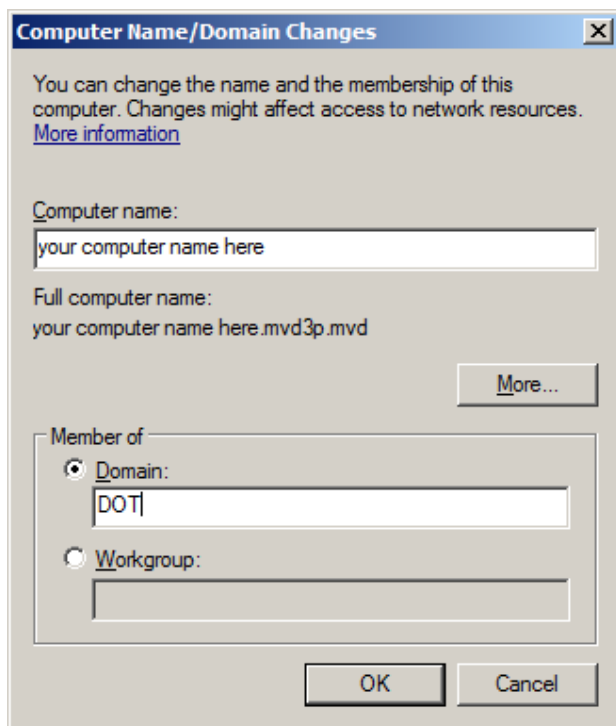 Computer Name/Domain Changes
You can change the name and the membership of this
computer. Changes might affect access to network resources.
More information
Computer name:
your computer name here
Full computer name:
your computer name here.mvd3p.mvd
More...
Member of
Domain:
DOT
Workgroup:
OK
Cancel